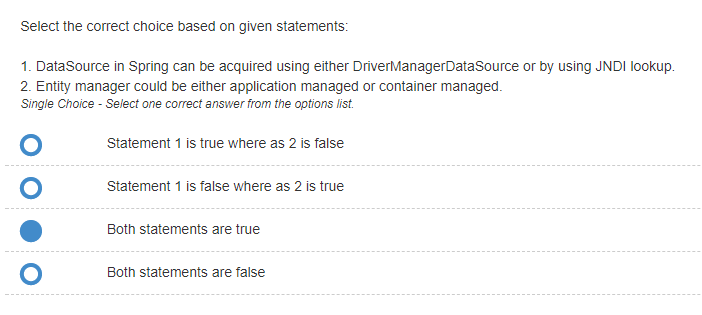 Select the correct choice based on given statements:
1. DataSource in Spring can be acquired using either DriverManagerDataSource or by using JNDI lookup.
2. Entity manager could be either application managed or container managed.
Single Choice - Select one correct answer from the options list.
Statement 1 is true where as 2 is false
Statement 1 is false where as 2 is true
Both statements are true
Both statements are false